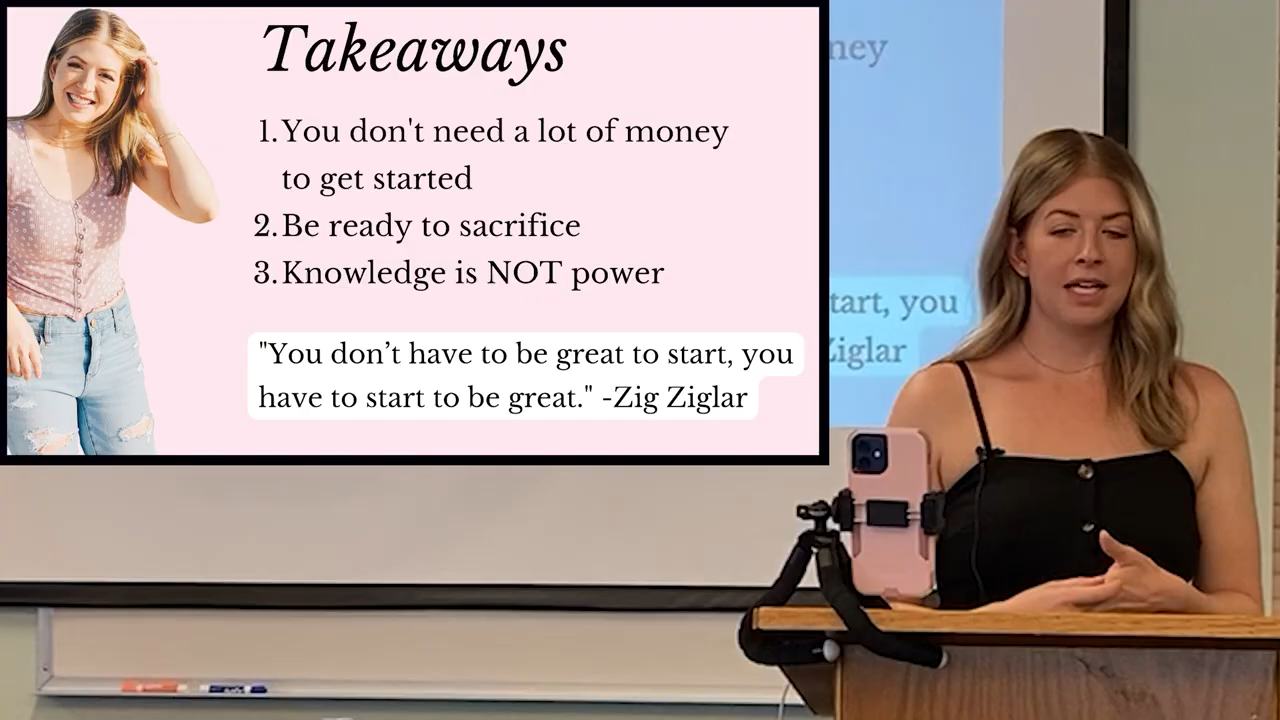 Takeaways
1. You don't need a lot of money
to get started
2. Be ready to sacrifice
3. Knowledge is NOT power
"You don’t have to be great to start, you
have to start to be great." -Zig Ziglar
ney
tart, you
Ziglar